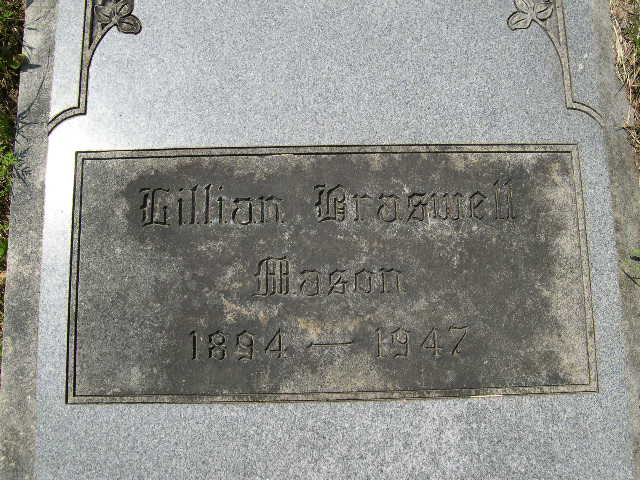 Lillian Braswell
Mason
1894 — 1947